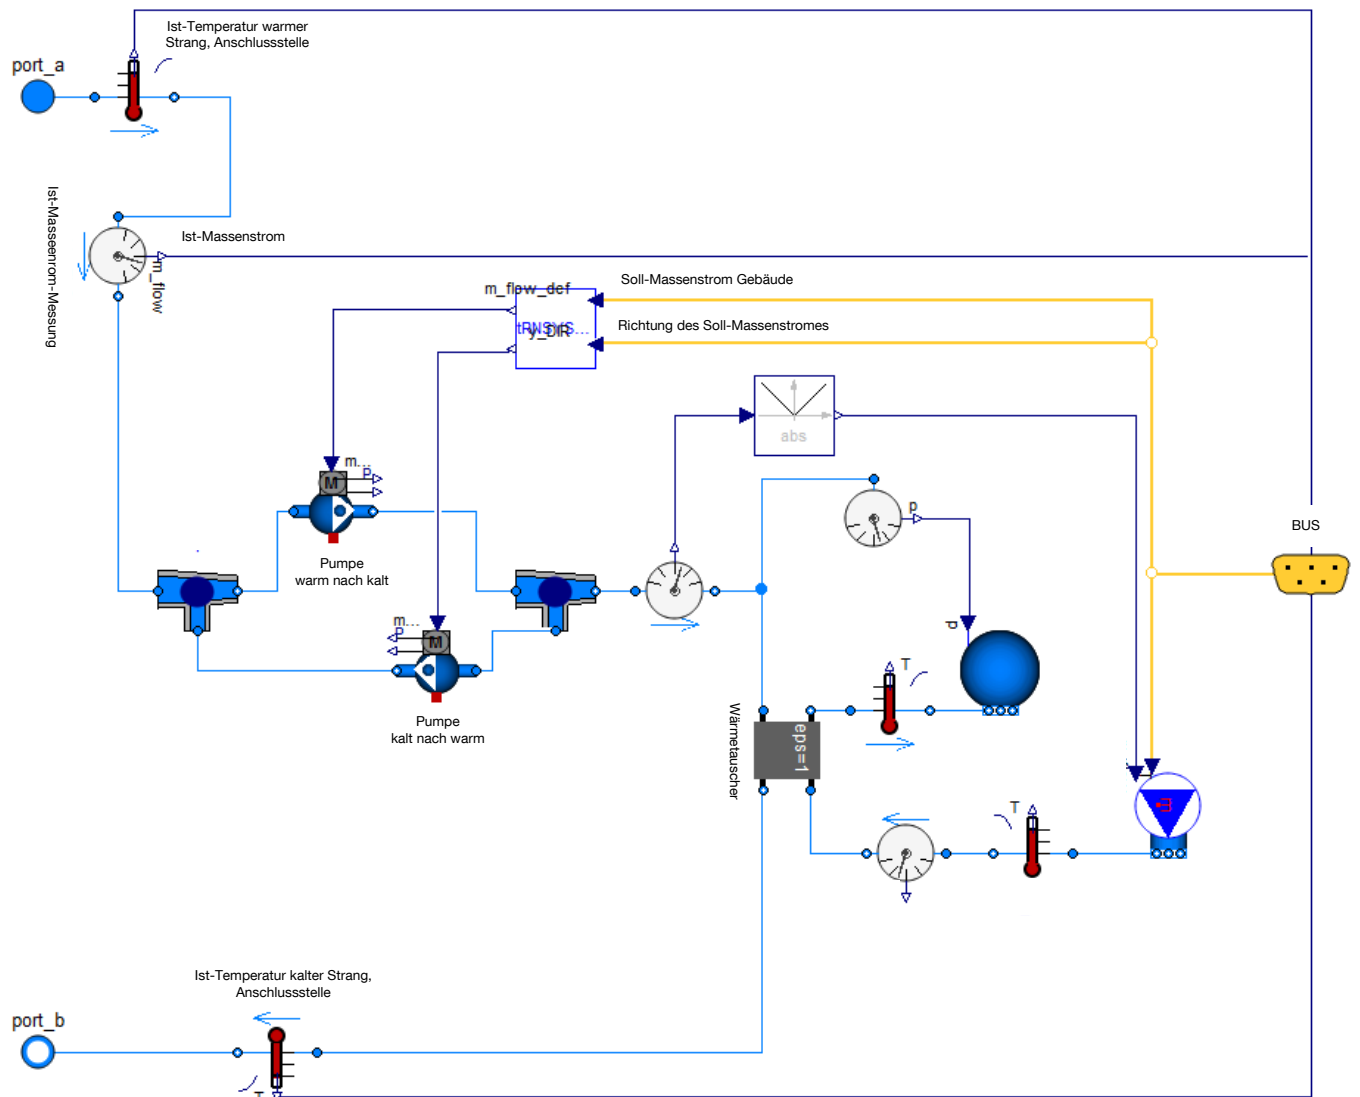 Ist-Temperatur warmer
Strang, Anschlussstelle
port_a
Ist-Masseenrom-Messung
Ist-Massenstrom
m_flow
Soll-Massenstrom Gebäude
m_flow_def
Richtung des Soll-Massenstromes
y_DIR
abs
m...
P
M
p
BUS
Pumpe
warm nach kalt
m...
P
M
p
T
Pumpe
kalt nach warm
Wärmetauscher
eps=1
T
m
Ist-Temperatur kalter Strang,
Anschlussstelle
port_b
T